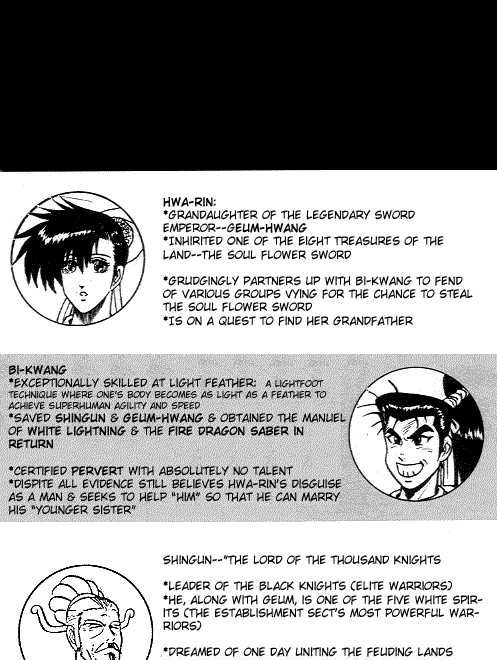 HWA-RIN:
*GRANDAUGHTER OF THE LEGENDARY SWORD
EMPEROR--GEUM-HWANG
*INHIRITED ONE OF THE EIGHT TREASURES OF THE
LAND--THE SOUL FLOWER SWORD
*GRUDGINGLY PARTNERS UP WITH BI-KWANG TO FEND
OF VARIOUS GROUPS VYING FOR THE CHANCE TO STEAL
THE SOUL FLOWER SWORD
*IS ON A QUEST TO FIND HER GRANDFATHER
BI-KWANG
*EXCEPTIONALLY SKILLED AT LIGHT FEATHER: A LIGHTFOOT
TECHNIQUE WHERE ONE'S BODY BECOMES AS LIGHT AS A FEATHER TO
ACHIEVE SUPERHUMAN AGILITY AND SPEED
*SAVED SHINGUN & GEUM-HWANG & OBTAINED THE MANUEL
OF WHITE LIGHTNING & THE FIRE DRAGON SABER IN
RETURN
*CERTIFIED PERVERT WITH ABSOLUTELY NO TALENT
*DISPITE ALL EVIDENCE STILL BELIEVES HWA-RIN'S DISGUISE
AS A MAN & SEEKS TO HELP "HIM" SO THAT HE CAN MARRY
HIS "YOUNGER SISTER"
SHINGUN--"THE LORD OF THE THOUSAND KNIGHTS
*LEADER OF THE BLACK KNIGHTS (ELITE WARRIORS)
*HE, ALONG WITH GEUM, IS ONE OF THE FIVE WHITE SPIR-
ITS (THE ESTABLISHMENT SECT'S MOST POWERFUL WAR-
RIORS)
*DREAMED OF ONE DAY UNITING THE FEUDING LANDS